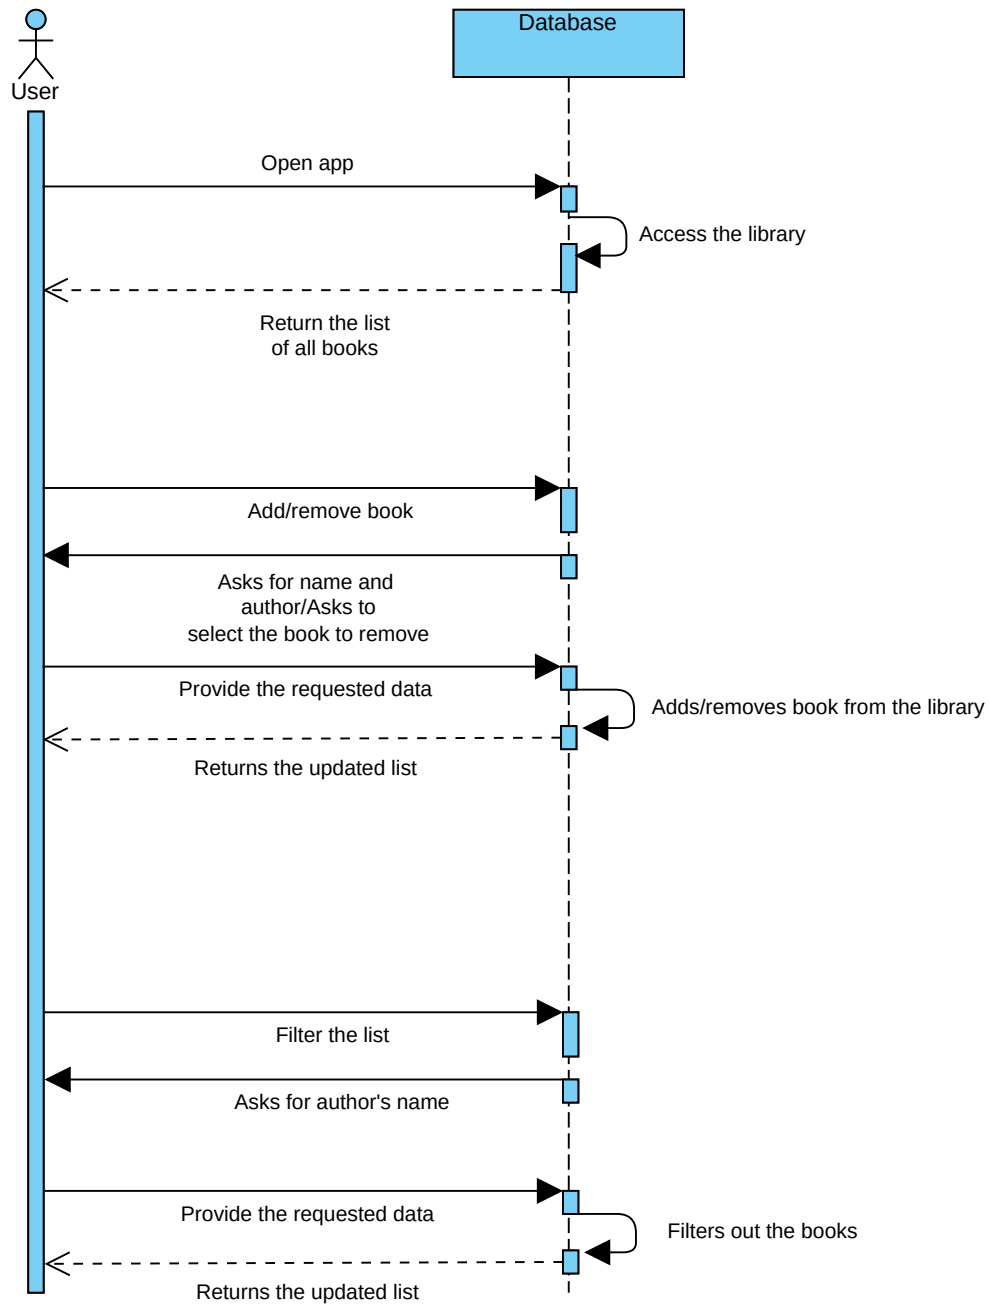 Database
User
Open app
Access the library
Return the list
of all books
Add/remove book
Asks for name and
author/Asks to
select the book to remove
Provide the requested data
Adds/removes book from the library
Returns the updated list
Filter the list
Asks for author's name
Provide the requested data
Filters out the books
Returns the updated list